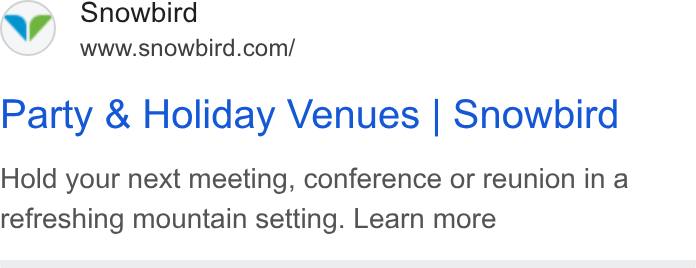 Snowbird
www.snowbird.com/
Party & Holiday Venues | Snowbird
Hold your next meeting, conference or reunion in a
refreshing mountain setting. Learn more